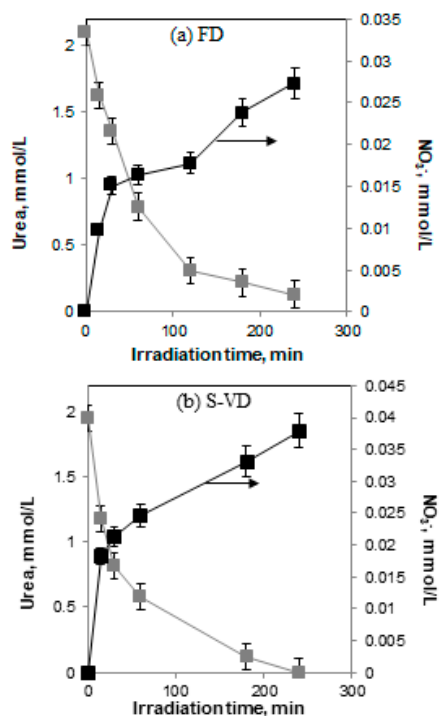 (a) FD
2
1.5
1
0.5
0
Urea, mmol/L
0.035
0.03
0.025
0.02
0.015
0.01
0.005
0
NO₃⁻, mmol/L
0 100 200 300
Irradiation time, min
(b) S-VD
2
1.5
1
0.5
0
Urea, mmol/L
0.045
0.04
0.035
0.03
0.025
0.02
0.015
0.01
0.005
0
NO₃⁻, mmol/L
0 100 200 300
Irradiation time, min